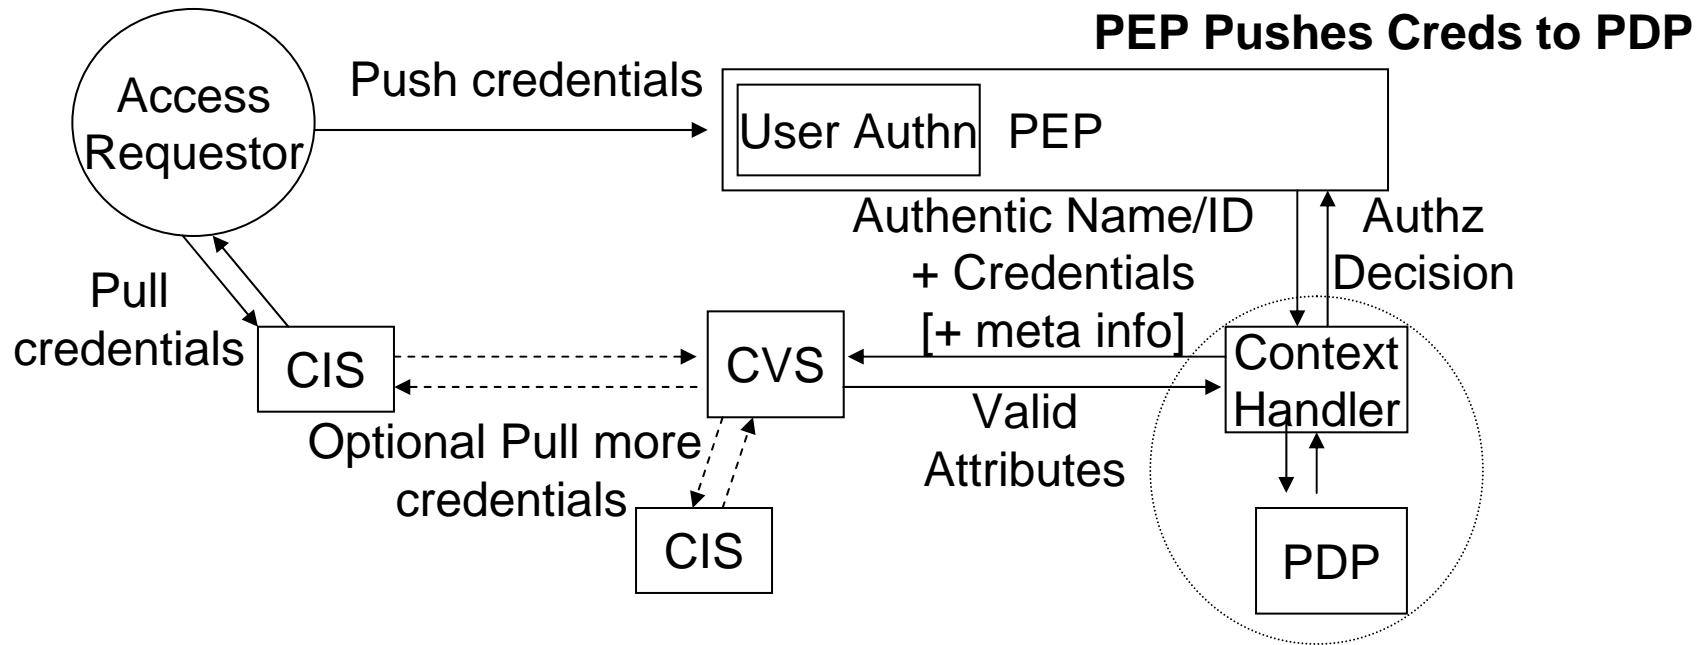 PEP Pushes Creds to PDP
Access
Requestor
Push credentials
User Authn
PEP
Authentic Name/ID
+ Credentials
[+ meta info]
Authz
Decision
Pull
credentials
CIS
CVS
Context
Handler
Valid
Attributes
Optional Pull more
credentials
CIS
PDP